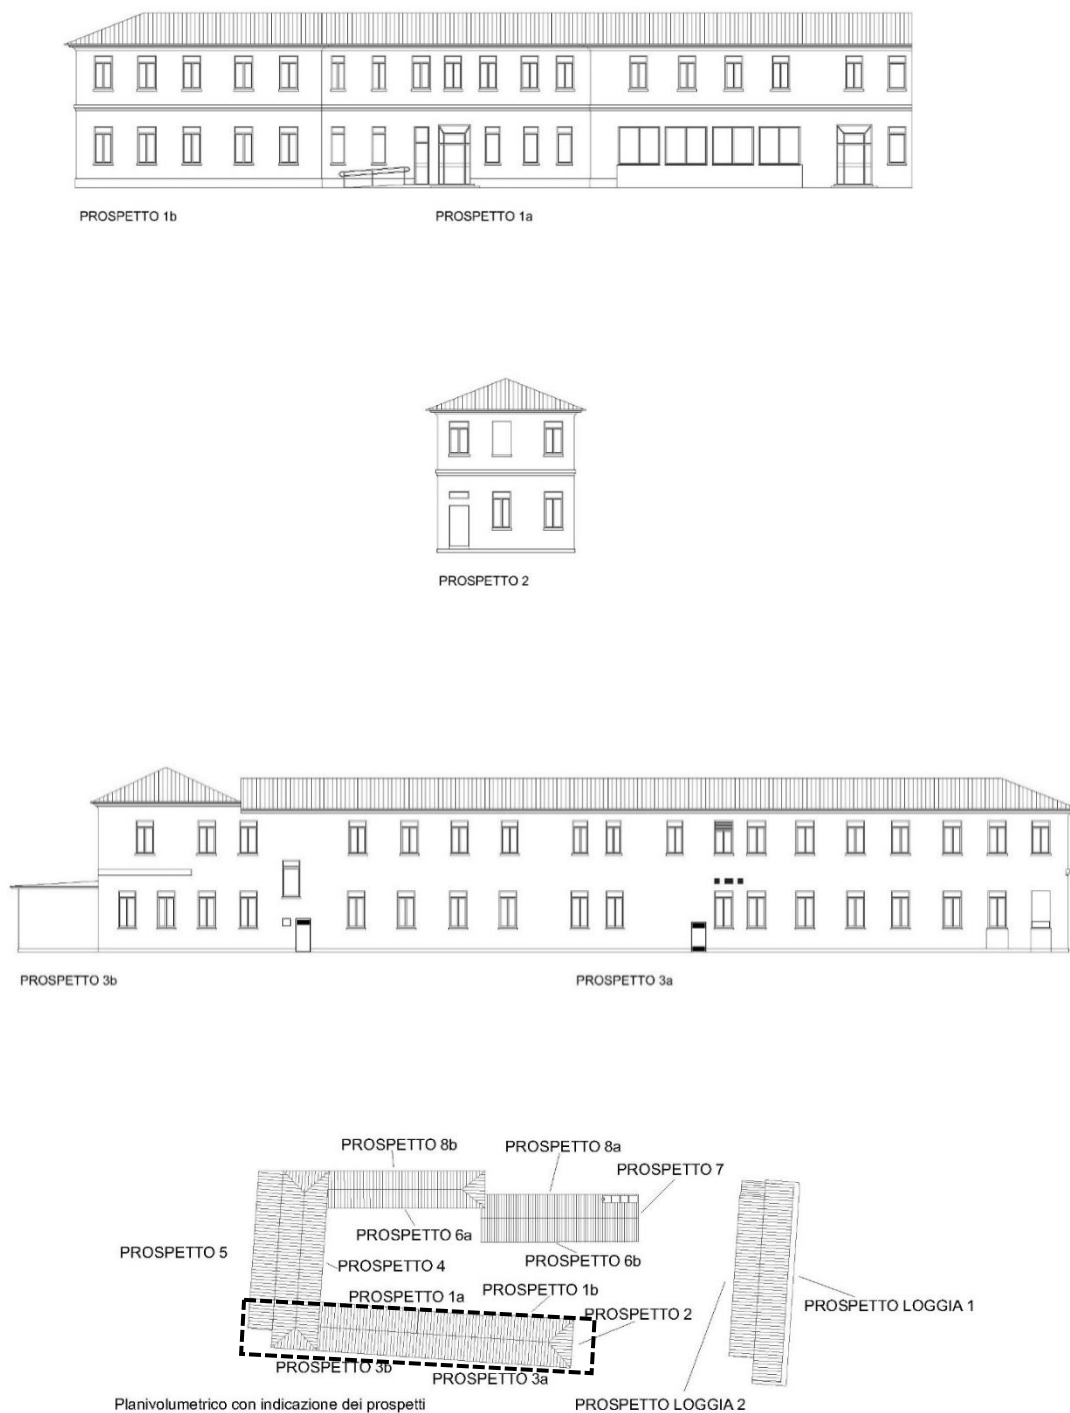 PROSPETTO 1b
PROSPETTO 1a
PROSPETTO 2
PROSPETTO 3b
PROSPETTO 3a
PROSPETTO 8b
PROSPETTO 8a
PROSPETTO 7
PROSPETTO 6a
PROSPETTO 5
PROSPETTO 4
PROSPETTO 6b
PROSPETTO 1a
PROSPETTO 1b
PROSPETTO 2
PROSPETTO LOGGIA 1
PROSPETTO 3b
PROSPETTO 3a
Planivolumetrico con indicazione dei prospetti
PROSPETTO LOGGIA 2